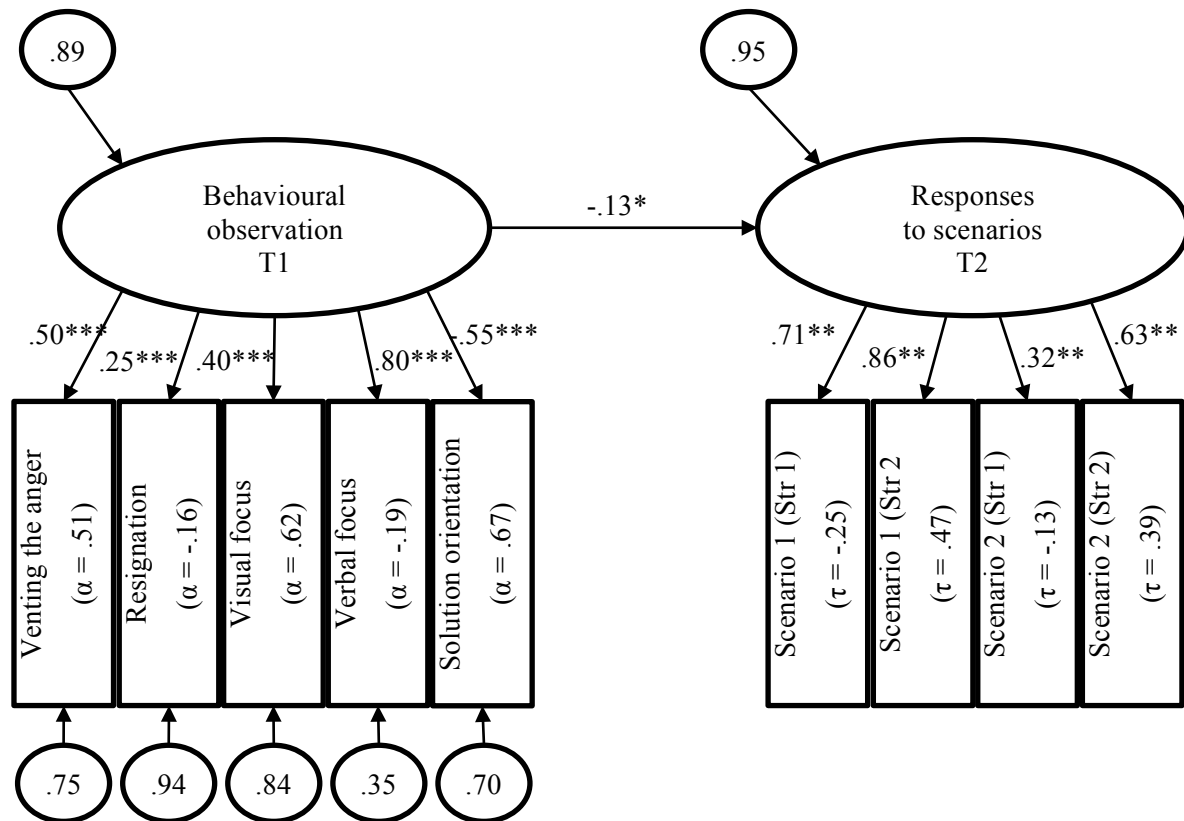 .89
.95
Behavioural
observation
T1
-.13*
Responses
to scenarios
T2
.50***
.25***
.40***
.80***
-.55***
.71**
.86**
.32**
.63**
Venting the anger
(α = .51)
Resignation
(α = -.16)
Visual focus
(α = .62)
Verbal focus
(α = -.19)
Solution orientation
(α = .67)
Scenario 1 (Str 1)
(τ = -.25)
Scenario 1 (Str 2
(τ = .47)
Scenario 2 (Str 1)
(τ = -.13)
Scenario 2 (Str 2)
(τ = .39)
.75
.94
.84
.35
.70